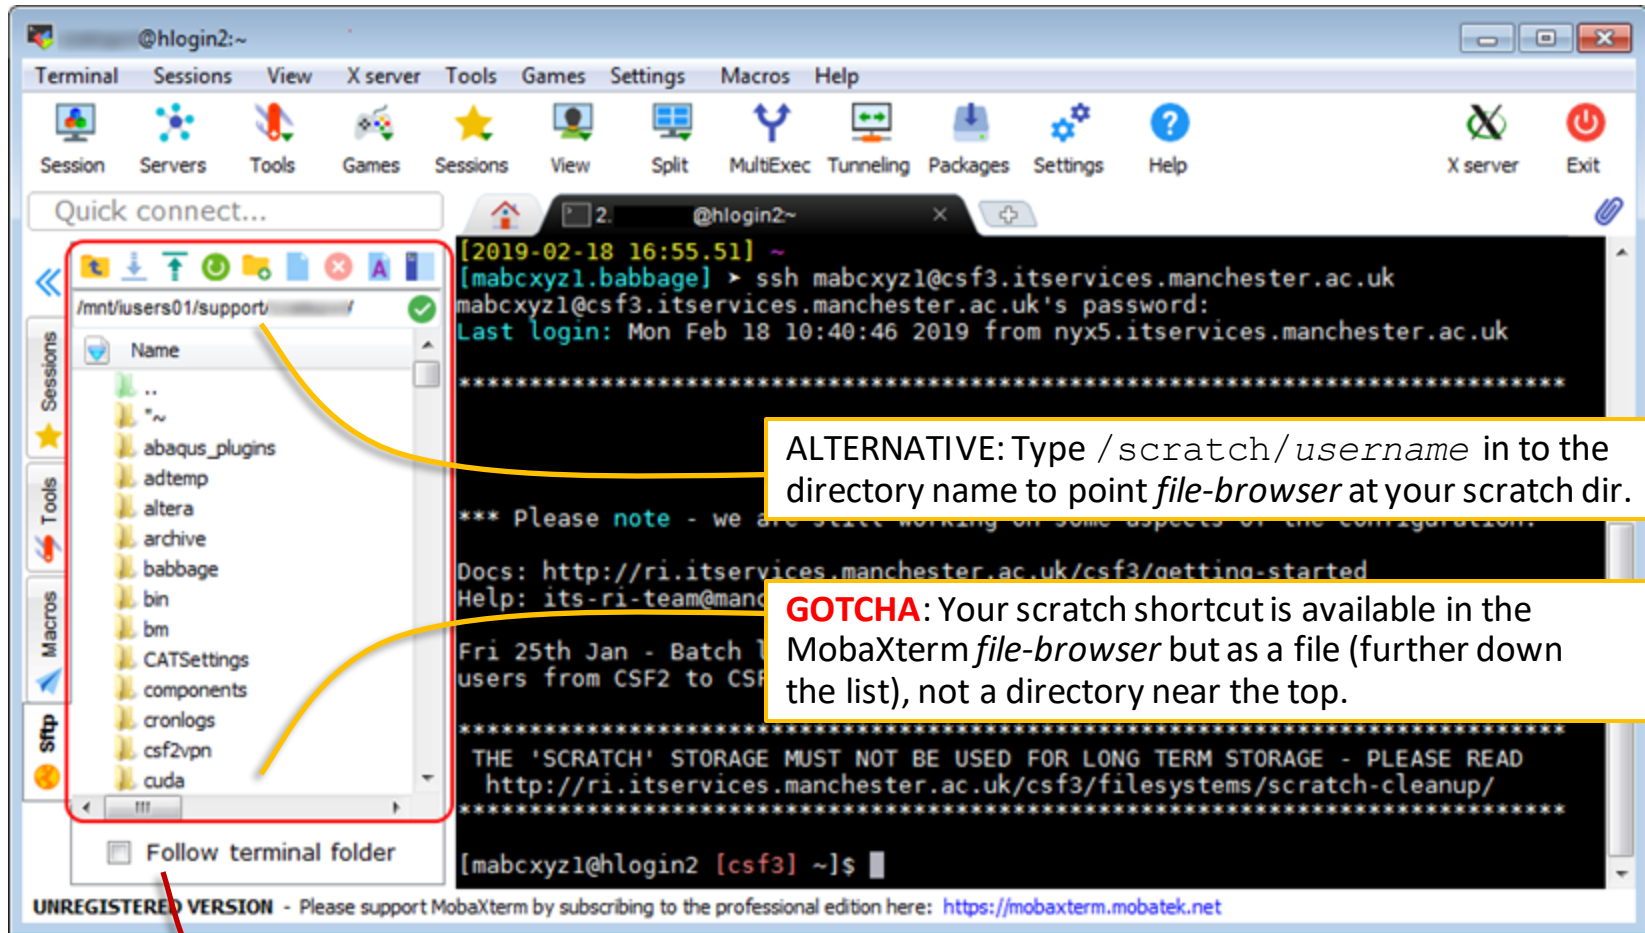 @hlogin2:~
Terminal Sessions View X server Tools Games Settings Macros Help
Session Servers Tools Games Sessions View Split MultiExec Tunneling Packages Settings Help X server Exit
Quick connect...
2. @hlogin2:~
/mnt/iusers01/support/ /
Name
..
"~
abaqus_plugins
adtemp
altera
archive
babbage
bin
bm
CATSettings
components
cronlogs
csf2vpn
cuda
Follow terminal folder
Sessions
Tools
Macros
Sftp
[2019-02-18 16:55.51] ~
[mabcxyz1.babbage] ➤ ssh mabcxyz1@csf3.itservices.manchester.ac.uk
mabcxyz1@csf3.itservices.manchester.ac.uk's password:
Last login: Mon Feb 18 10:40:46 2019 from nyx5.itservices.manchester.ac.uk
*******************************************************************************
ALTERNATIVE: Type /scratch/username in to the
directory name to point file-browser at your scratch dir.
*** Please note - we are still working on some aspects of the configuration.
Docs: http://ri.itservices.manchester.ac.uk/csf3/getting-started
Help: its-ri-team@manc
GOTCHA: Your scratch shortcut is available in the
MobaXterm file-browser but as a file (further down
the list), not a directory near the top.
Fri 25th Jan - Batch
users from CSF2 to CSF
*******************************************************************************
THE 'SCRATCH' STORAGE MUST NOT BE USED FOR LONG TERM STORAGE - PLEASE READ
http://ri.itservices.manchester.ac.uk/csf3/filesystems/scratch-cleanup/
*******************************************************************************
[mabcxyz1@hlogin2 [csf3] ~]$
UNREGISTERED VERSION - Please support MobaXterm by subscribing to the professional edition here: https://mobaxterm.mobatek.net